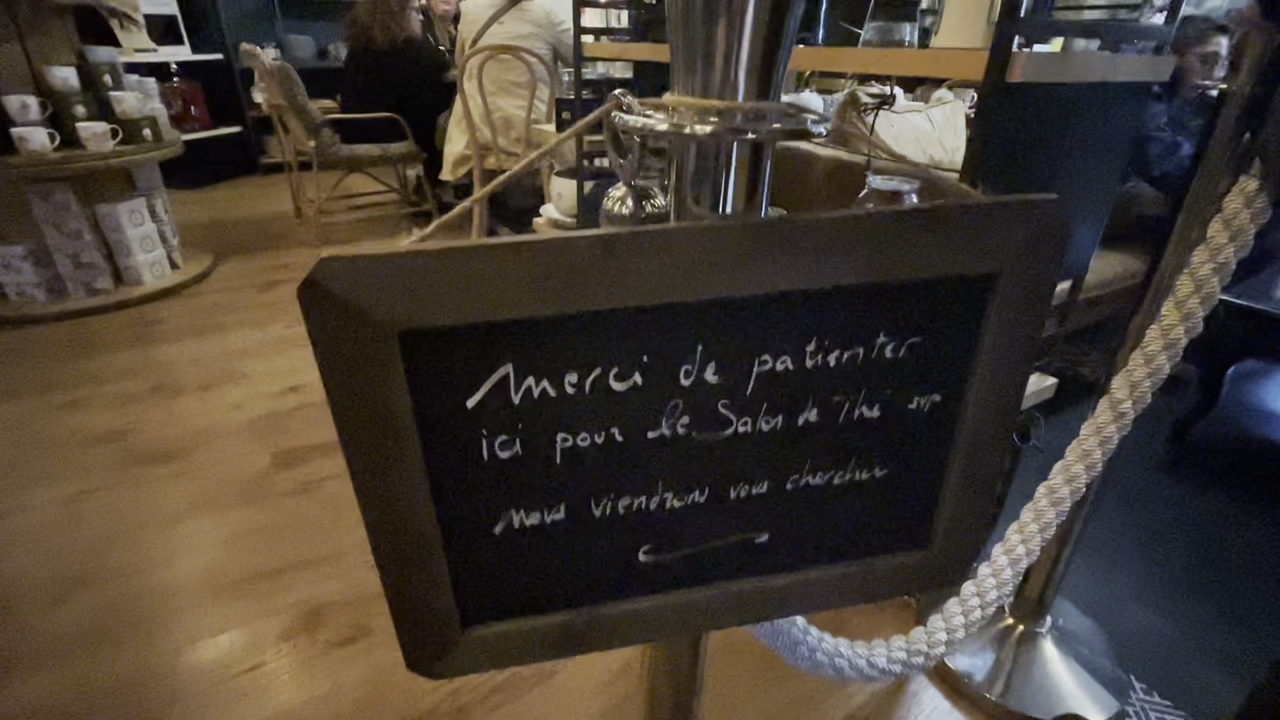 Merci de patienter
ici pour le Salon de Thé svp
Nous viendrons vous chercher